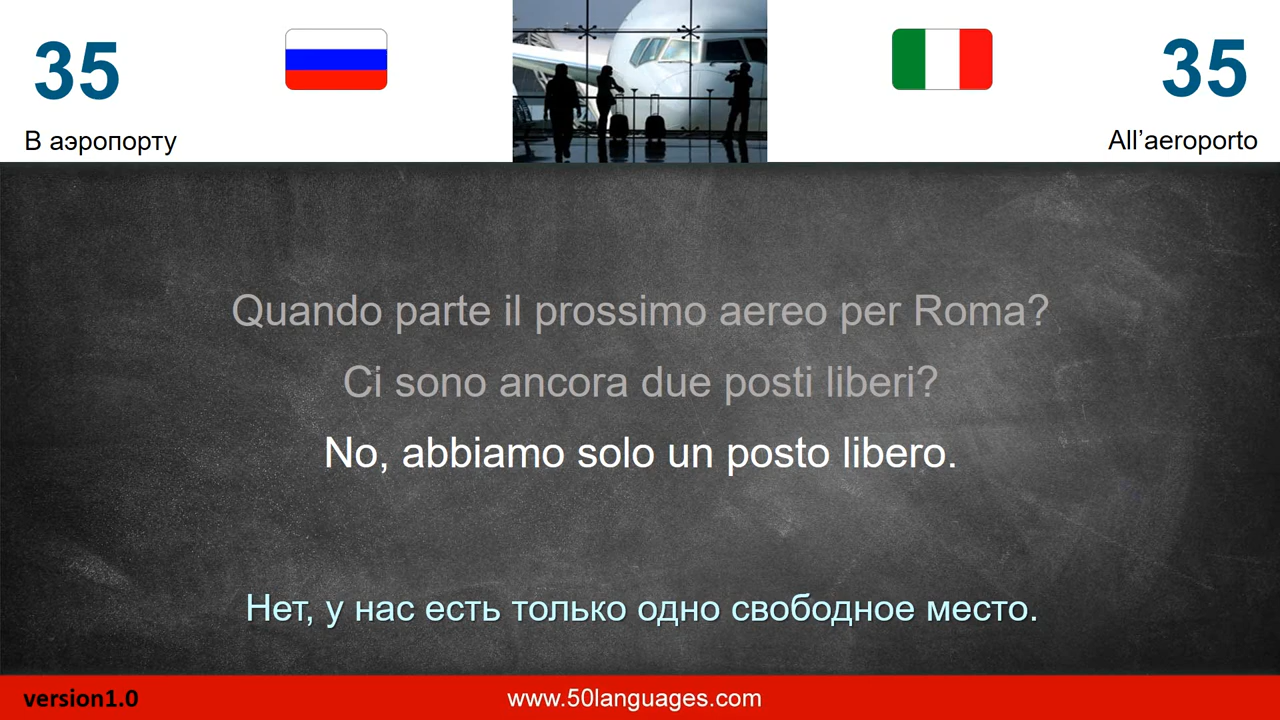 35
35
В аэропорту
All’aeroporto
Quando parte il prossimo aereo per Roma?
Ci sono ancora due posti liberi?
No, abbiamo solo un posto libero.
Нет, у нас есть только одно свободное место.
version1.0
www.50languages.com